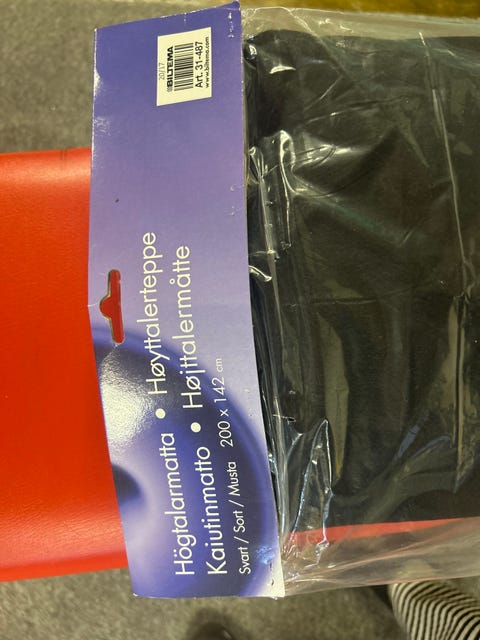 20/17
BILTEMA
Art. 31-487
www.biltema.com
Högtalarmatta • Høyttalerteppe
Kaiutinmatto • Højttalermåtte
Svart / Sort / Musta 200 x 142 cm